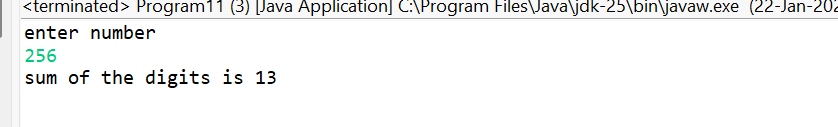 <terminated> Program11 (3) [Java Application] C:\Program Files\Java\jdk-25\bin\javaw.exe (22-Jan-202
enter number
256
sum of the digits is 13